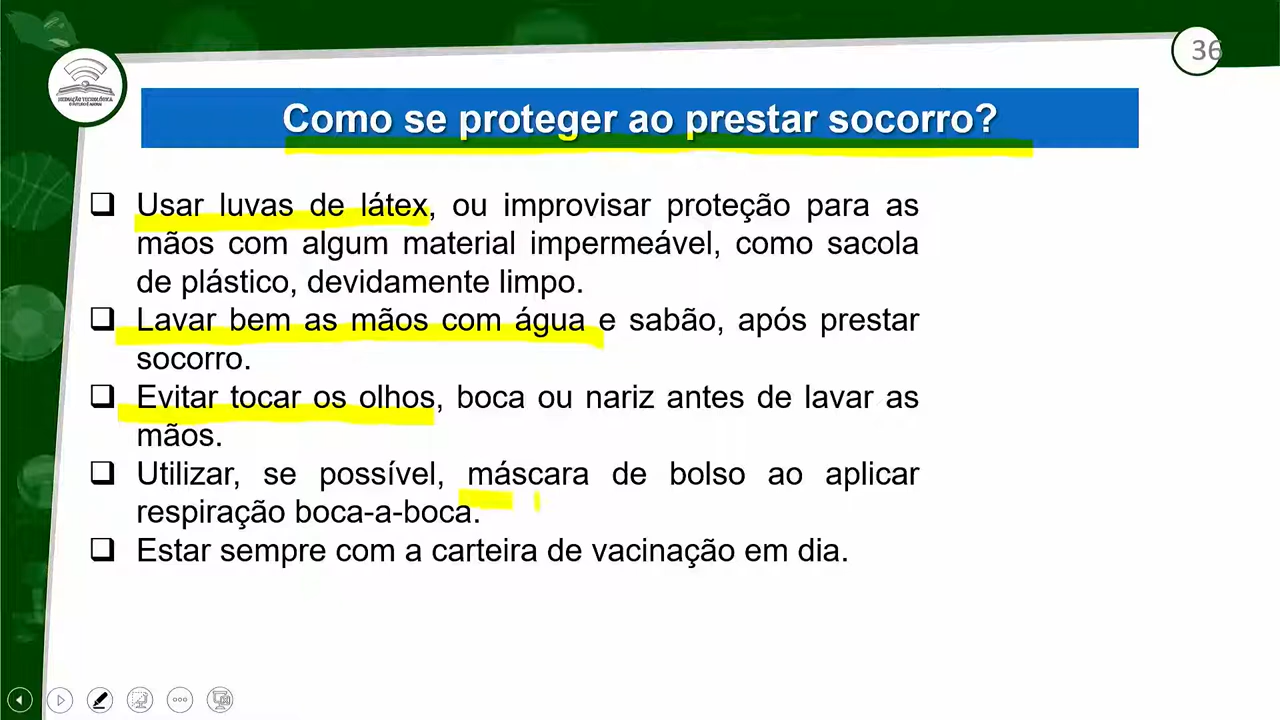 36
Como se proteger ao prestar socorro?
Usar luvas de látex, ou improvisar proteção para as
mãos com algum material impermeável, como sacola
de plástico, devidamente limpo.
Lavar bem as mãos com água e sabão, após prestar
socorro.
Evitar tocar os olhos, boca ou nariz antes de lavar as
mãos.
Utilizar, se possível, máscara de bolso ao aplicar
respiração boca-a-boca.
Estar sempre com a carteira de vacinação em dia.